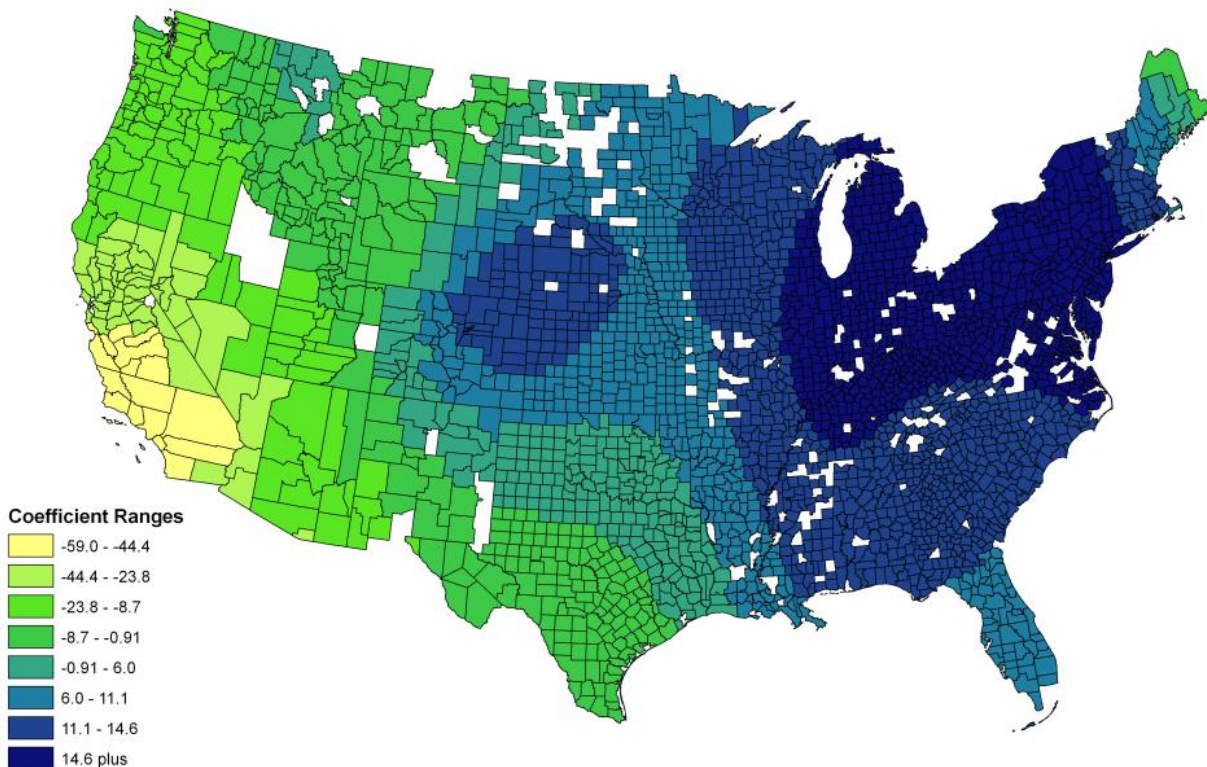 Coefficient Ranges
-59.0 - -44.4
-44.4 - -23.8
-23.8 - -8.7
-8.7 - -0.91
-0.91 - 6.0
6.0 - 11.1
11.1 - 14.6
14.6 plus